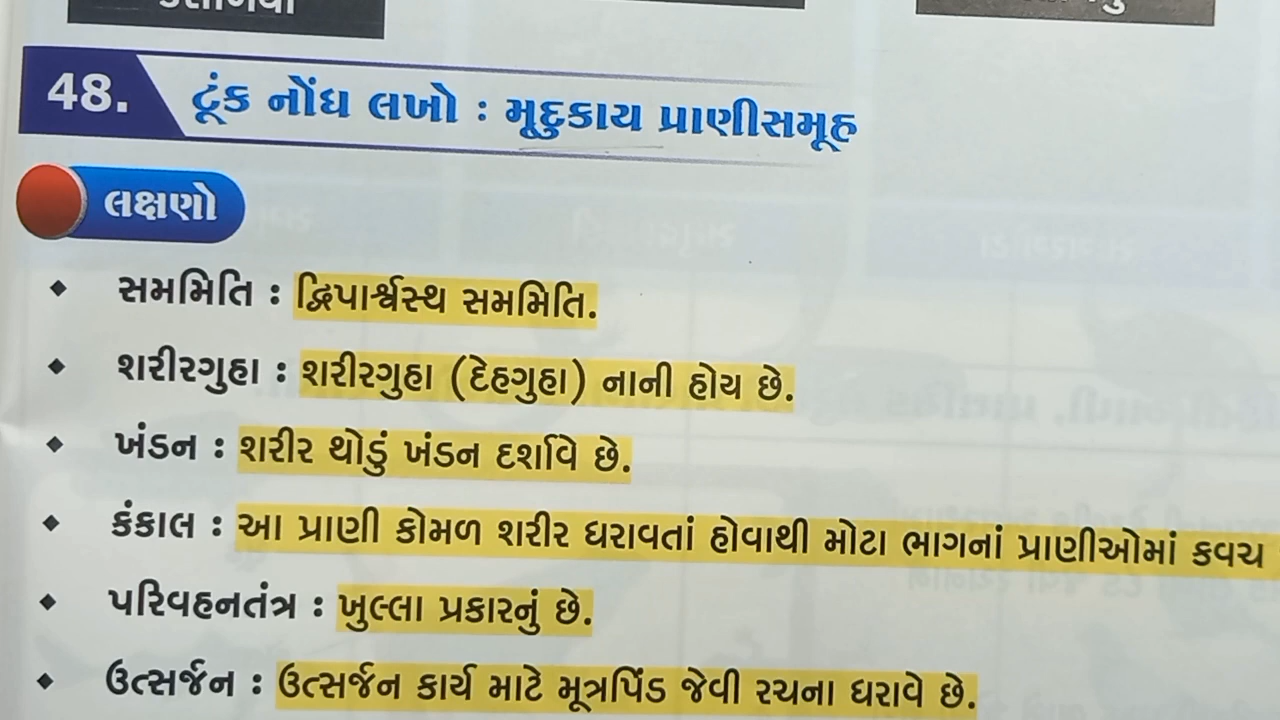 48. ટૂંક નોંધ લખો : મૃદુકાય પ્રાણીસમૂહ
લક્ષણો
◆ સમમિતિ : દ્વિપાર્શ્વસ્થ સમમિતિ.
◆ શરીરગુહા : શરીરગુહા (દેહગુહા) નાની હોય છે.
◆ ખંડન : શરીર થોડું ખંડન દર્શાવે છે.
◆ કંકાલ : આ પ્રાણી કોમળ શરીર ધરાવતાં હોવાથી મોટા ભાગનાં પ્રાણીઓમાં કવચ
◆ પરિવહનતંત્ર : ખુલ્લા પ્રકારનું છે.
◆ ઉત્સર્જન : ઉત્સર્જન કાર્ય માટે મૂત્રપિંડ જેવી રચના ધરાવે છે.